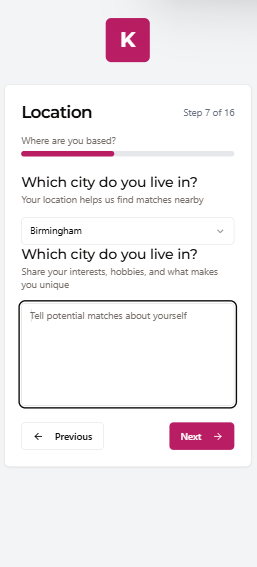 K
Location
Step 7 of 16
Where are you based?
Which city do you live in?
Your location helps us find matches nearby
Birmingham
Which city do you live in?
Share your interests, hobbies, and what makes
you unique
Tell potential matches about yourself
Previous
Next